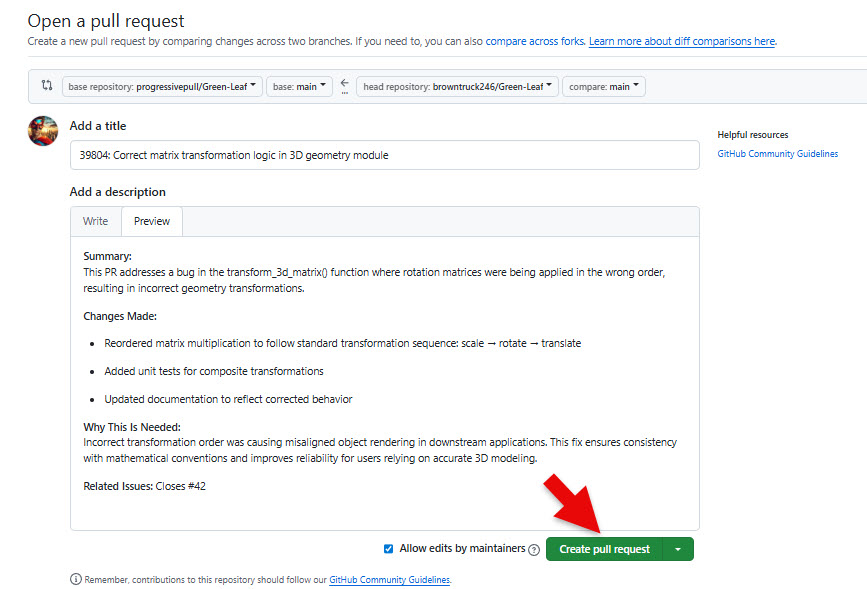 Open a pull request
Create a new pull request by comparing changes across two branches. If you need to, you can also compare across forks. Learn more about diff comparisons here.
base repository: progressivepull/Green-Leaf base: main ← head repository: browntruck246/Green-Leaf compare: main
Add a title
39804: Correct matrix transformation logic in 3D geometry module
Helpful resources
GitHub Community Guidelines
Add a description
Write Preview
Summary:
This PR addresses a bug in the transform_3d_matrix() function where rotation matrices were being applied in the wrong order,
resulting in incorrect geometry transformations.
Changes Made:
• Reordered matrix multiplication to follow standard transformation sequence: scale → rotate → translate
• Added unit tests for composite transformations
• Updated documentation to reflect corrected behavior
Why This Is Needed:
Incorrect transformation order was causing misaligned object rendering in downstream applications. This fix ensures consistency
with mathematical conventions and improves reliability for users relying on accurate 3D modeling.
Related Issues: Closes #42
Allow edits by maintainers ? Create pull request
Remember, contributions to this repository should follow our GitHub Community Guidelines.